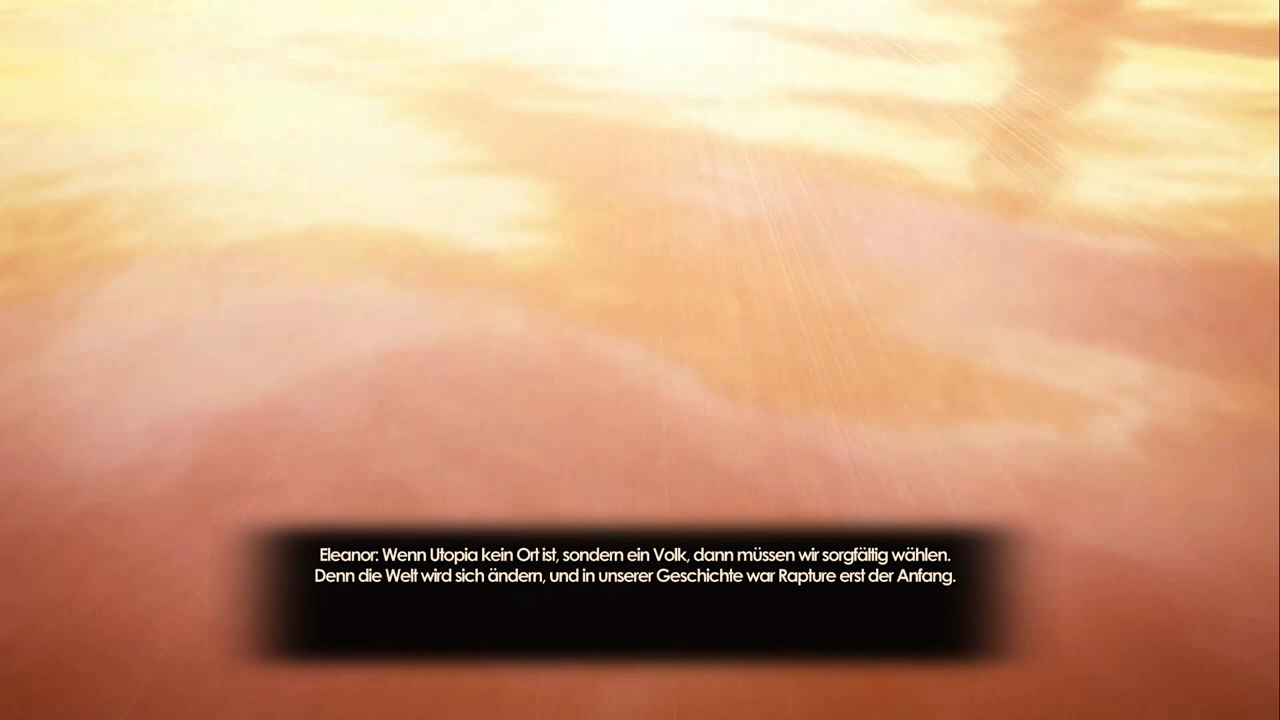 Eleanor: Wenn Utopia kein Ort ist, sondern ein Volk, dann müssen wir sorgfältig wählen.
Denn die Welt wird sich ändern, und in unserer Geschichte war Rapture erst der Anfang.